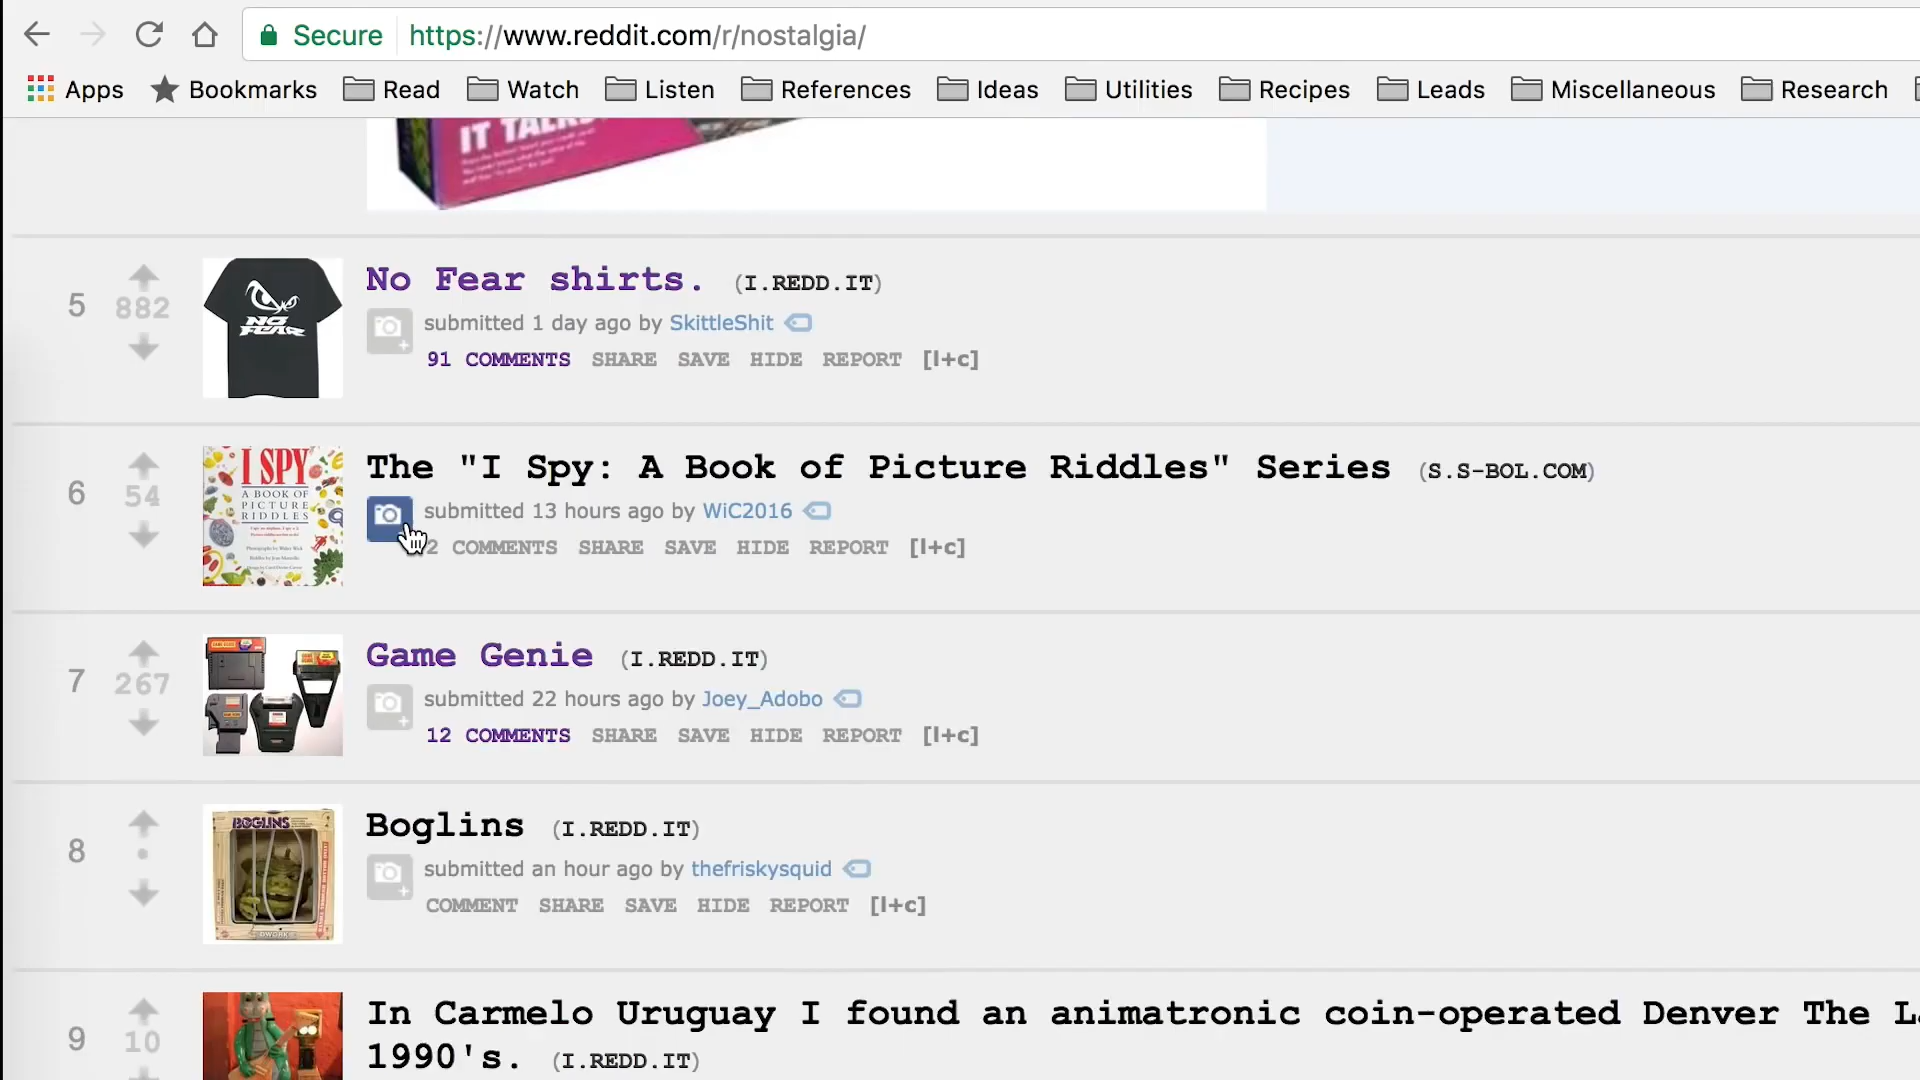 Secure https://www.reddit.com/r/nostalgia/
Apps Bookmarks Read Watch Listen References Ideas Utilities Recipes Leads Miscellaneous Research
IT TALKS
5 882 No Fear shirts. (I.REDD.IT)
NO FEAR
submitted 1 day ago by SkittleShit
91 COMMENTS SHARE SAVE HIDE REPORT [l+c]
6 54 The "I Spy: A Book of Picture Riddles" Series (S.S-BOL.COM)
I SPY
A BOOK OF
PICTURE
RIDDLES
submitted 13 hours ago by WiC2016
2 COMMENTS SHARE SAVE HIDE REPORT [l+c]
7 267 Game Genie (I.REDD.IT)
submitted 22 hours ago by Joey_Adobo
12 COMMENTS SHARE SAVE HIDE REPORT [l+c]
8 Boglins (I.REDD.IT)
BOGLINS
submitted an hour ago by thefriskysquid
COMMENT SHARE SAVE HIDE REPORT [l+c]
9 10 In Carmelo Uruguay I found an animatronic coin-operated Denver The
1990's. (I.REDD.IT)